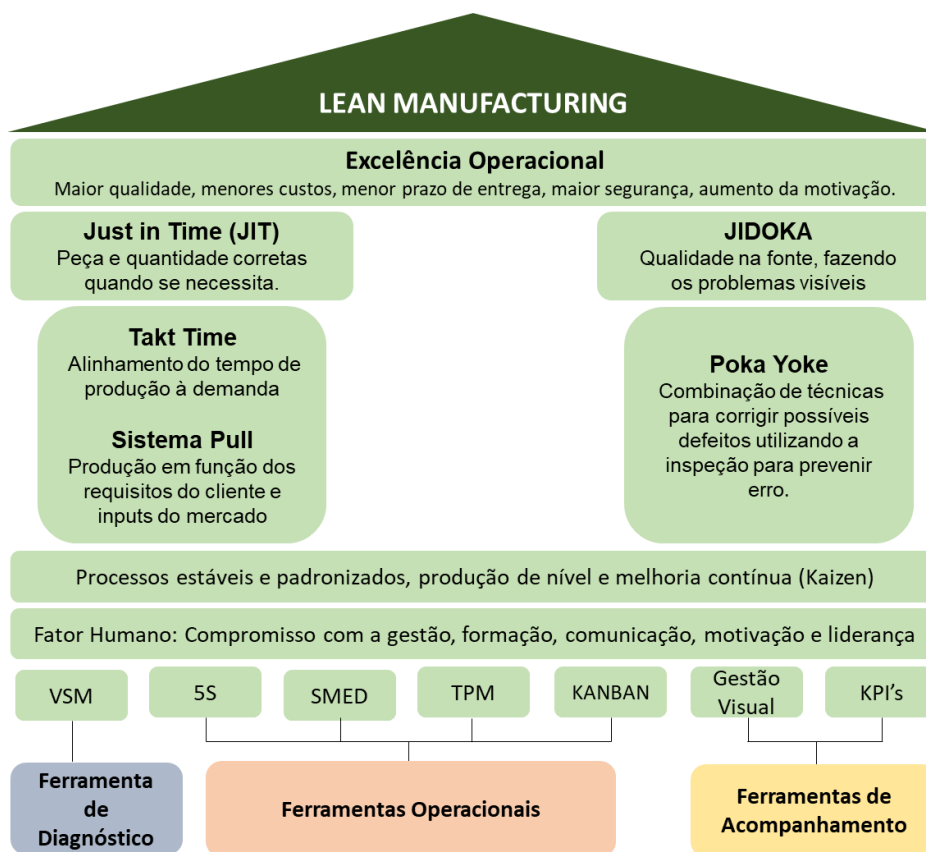 LEAN MANUFACTURING
Excelência Operacional
Maior qualidade, menores custos, menor prazo de entrega, maior segurança, aumento da motivação.
Just in Time (JIT)
Peça e quantidade corretas
quando se necessita.
JIDOKA
Qualidade na fonte, fazendo
os problemas visíveis
Takt Time
Alinhamento do tempo de
produção à demanda
Sistema Pull
Produção em função dos
requisitos do cliente e
inputs do mercado
Poka Yoke
Combinação de técnicas
para corrigir possíveis
defeitos utilizando a
inspeção para prevenir
erro.
Processos estáveis e padronizados, produção de nível e melhoria contínua (Kaizen)
Fator Humano: Compromisso com a gestão, formação, comunicação, motivação e liderança
VSM
5S
SMED
TPM
KANBAN
Gestão
Visual
KPI’s
Ferramenta
de
Diagnóstico
Ferramentas Operacionais
Ferramentas de
Acompanhamento